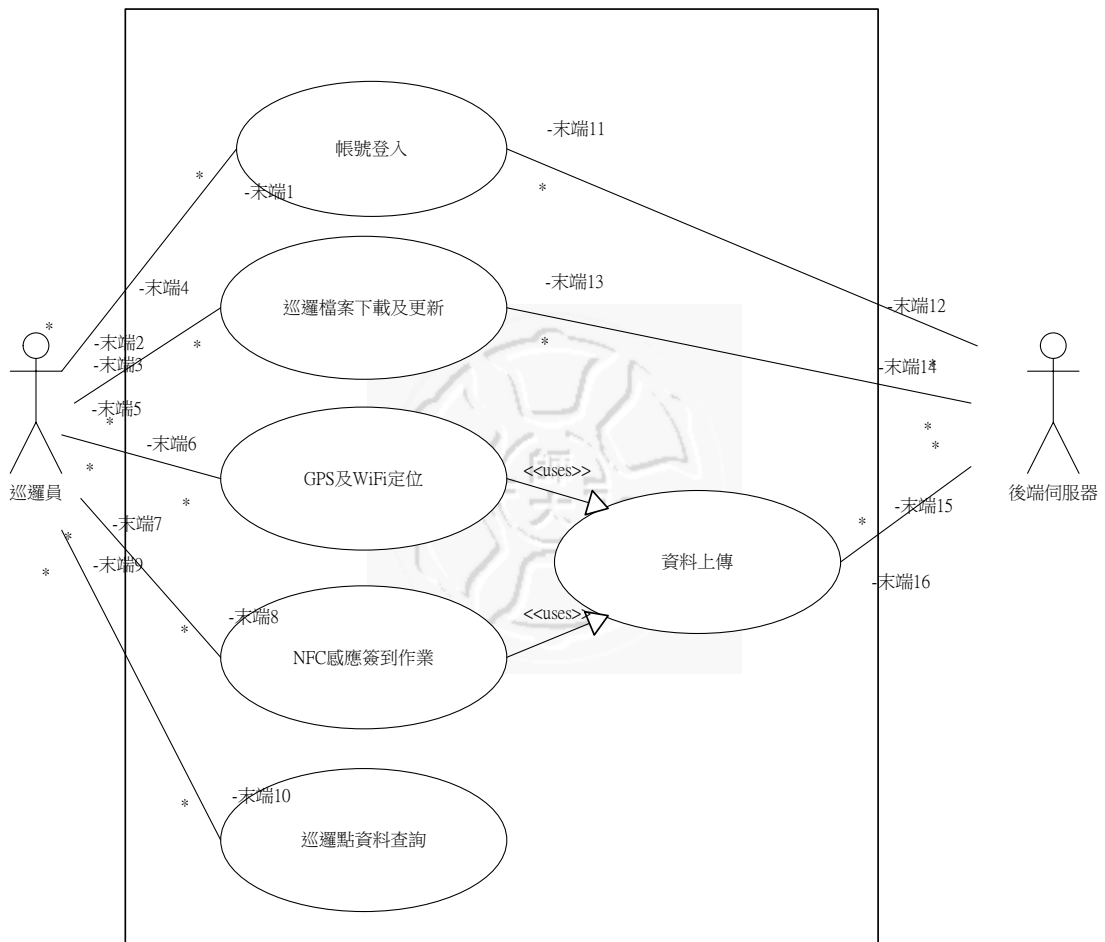 帳號登入
-末端11
*
*
-末端1
巡邏檔案下載及更新
-末端13
-末端4
-末端12
*
-末端2
*
*
-末端3
-末端14
*
-末端5
*
*
-末端6
GPS及WiFi定位
<<uses>>
*
*
巡邏員
後端伺服器
*
-末端7
*
-末端15
*
資料上傳
-末端9
*
-末端16
-末端8
<<uses>>
*
NFC感應簽到作業
-末端10
*
巡邏點資料查詢